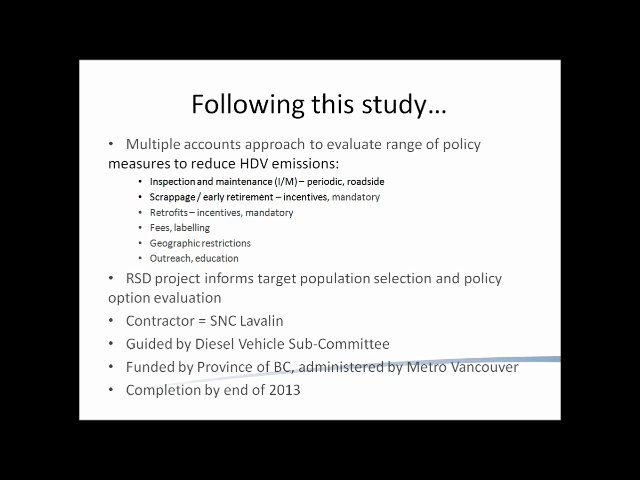 Following this study...
• Multiple accounts approach to evaluate range of policy
measures to reduce HDV emissions:
• Inspection and maintenance (I/M) – periodic, roadside
• Scrappage / early retirement – incentives, mandatory
• Retrofits – incentives, mandatory
• Fees, labelling
• Geographic restrictions
• Outreach, education
• RSD project informs target population selection and policy
option evaluation
• Contractor = SNC Lavalin
• Guided by Diesel Vehicle Sub-Committee
• Funded by Province of BC, administered by Metro Vancouver
• Completion by end of 2013